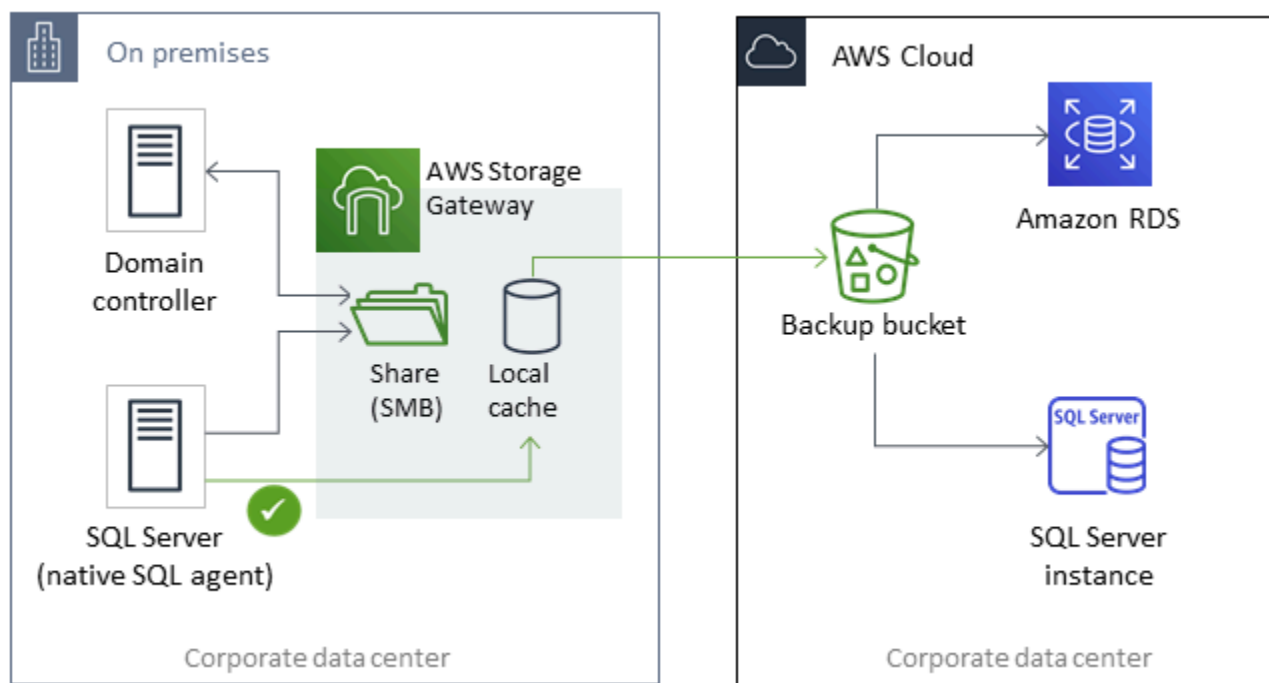 On premises
AWS Storage
Gateway
Domain
controller
Share
(SMB)
Local
cache
SQL Server
(native SQL agent)
Corporate data center
AWS Cloud
Amazon RDS
Backup bucket
SQL Server
SQL Server
instance
Corporate data center